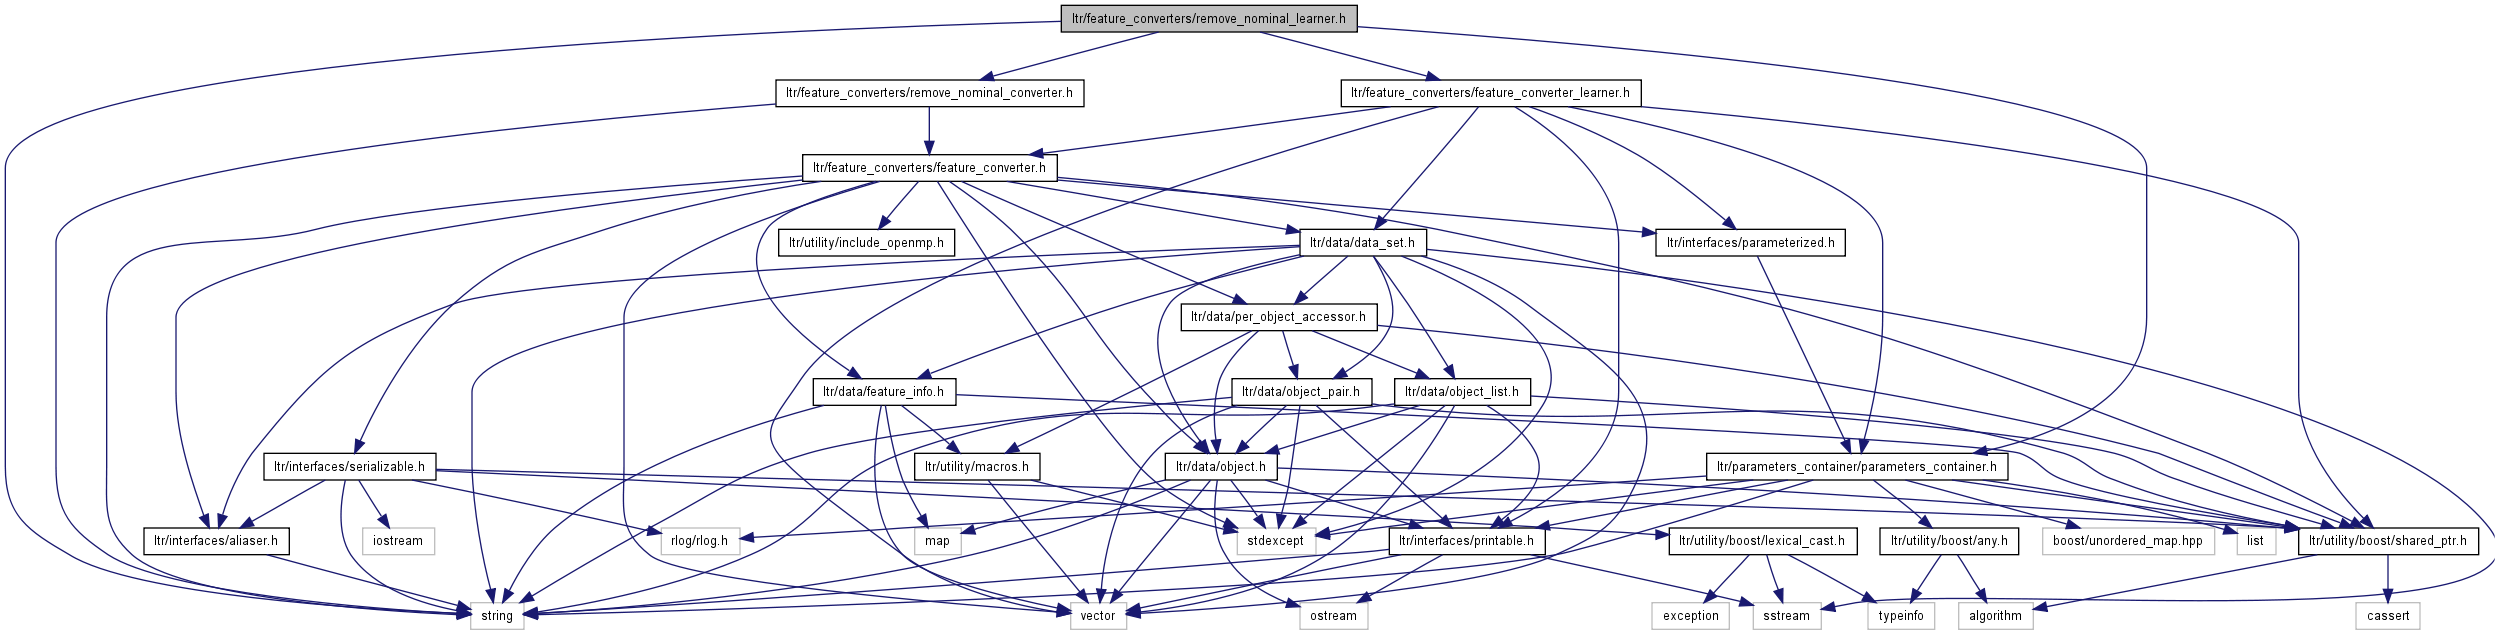 ltr/feature_converters/remove_nominal_learner.h
ltr/feature_converters/remove_nominal_converter.h
ltr/feature_converters/feature_converter_learner.h
ltr/feature_converters/feature_converter.h
ltr/utility/include_openmp.h
ltr/data/data_set.h
ltr/interfaces/parameterized.h
ltr/data/per_object_accessor.h
ltr/data/feature_info.h
ltr/data/object_pair.h
ltr/data/object_list.h
ltr/interfaces/serializable.h
ltr/utility/macros.h
ltr/data/object.h
ltr/parameters_container/parameters_container.h
ltr/interfaces/aliaser.h
iostream
rlog/rlog.h
map
stdexcept
ltr/interfaces/printable.h
ltr/utility/boost/lexical_cast.h
ltr/utility/boost/any.h
boost/unordered_map.hpp
list
ltr/utility/boost/shared_ptr.h
string
vector
ostream
exception
sstream
typeinfo
algorithm
cassert